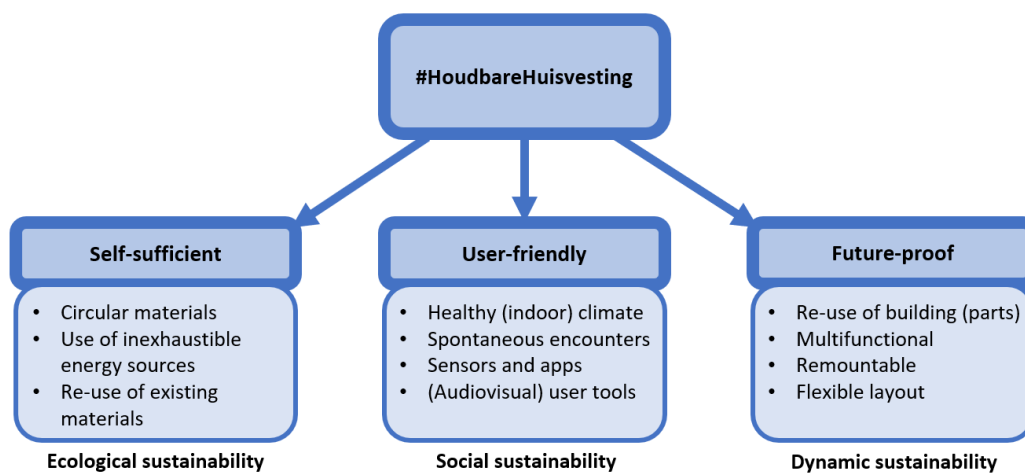 #HoudbareHuisvesting
Self-sufficient
• Circular materials
• Use of inexhaustible
energy sources
• Re-use of existing
materials
Ecological sustainability
User-friendly
• Healthy (indoor) climate
• Spontaneous encounters
• Sensors and apps
• (Audiovisual) user tools
Social sustainability
Future-proof
• Re-use of building (parts)
• Multifunctional
• Remountable
• Flexible layout
Dynamic sustainability